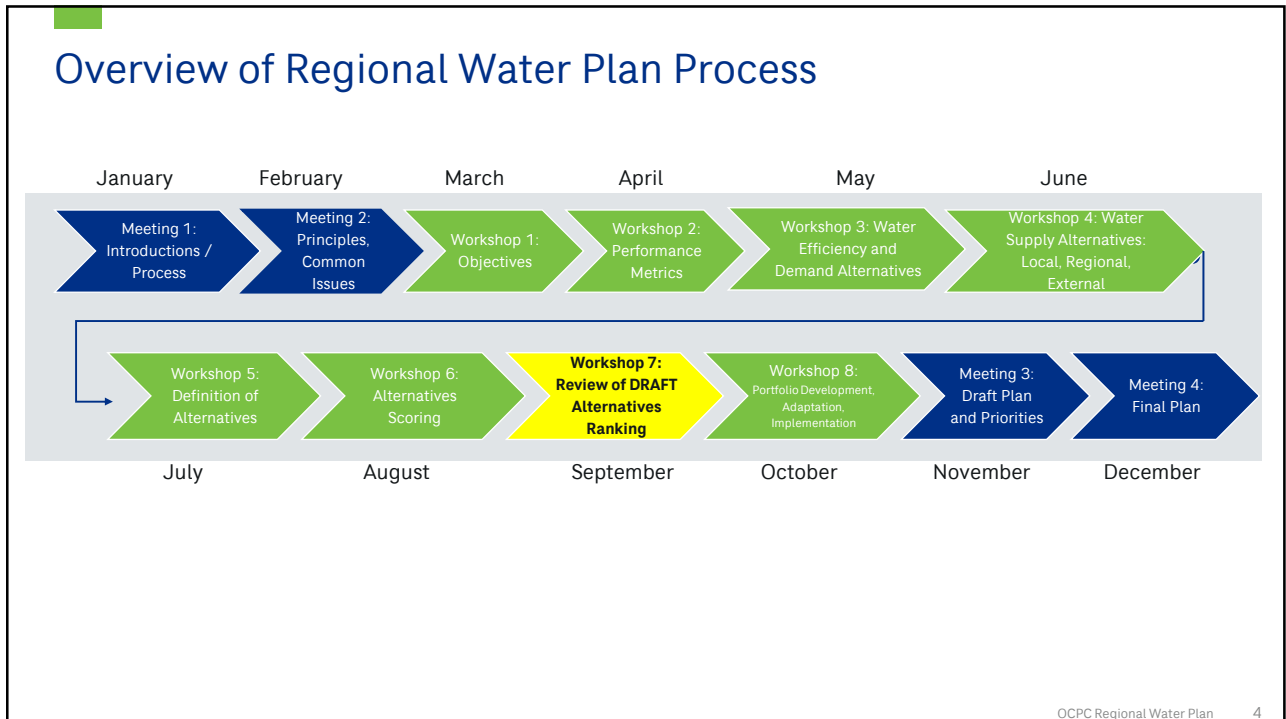 Overview of Regional Water Plan Process
January February March April May June
Meeting 1:
Introductions /
Process
Meeting 2:
Principles,
Common
Issues
Workshop 1:
Objectives
Workshop 2:
Performance
Metrics
Workshop 3: Water
Efficiency and
Demand Alternatives
Workshop 4: Water
Supply Alternatives:
Local, Regional,
External
Workshop 5:
Definition of
Alternatives
Workshop 6:
Alternatives
Scoring
Workshop 7:
Review of DRAFT
Alternatives
Ranking
Workshop 8:
Portfolio Development,
Adaptation,
Implementation
Meeting 3:
Draft Plan
and Priorities
Meeting 4:
Final Plan
July August September October November December
OCPC Regional Water Plan 4